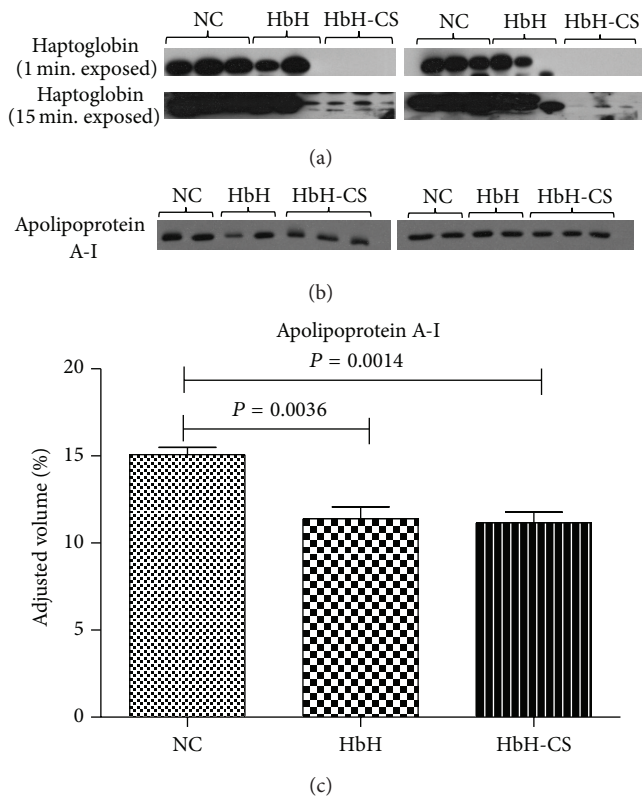 NC HbH HbH-CS NC HbH HbH-CS
Haptoglobin
(1 min. exposed)
Haptoglobin
(15 min. exposed)
(a)
NC HbH HbH-CS NC HbH HbH-CS
Apolipoprotein
A-I
(b)
Apolipoprotein A-I
P = 0.0014
P = 0.0036
20
15
10
5
0
Adjusted volume (%)
NC HbH HbH-CS
(c)